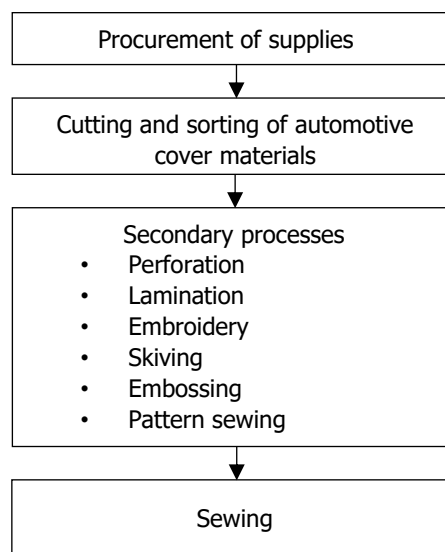 Procurement of supplies
Cutting and sorting of automotive
cover materials
Secondary processes
• Perforation
• Lamination
• Embroidery
• Skiving
• Embossing
• Pattern sewing
Sewing